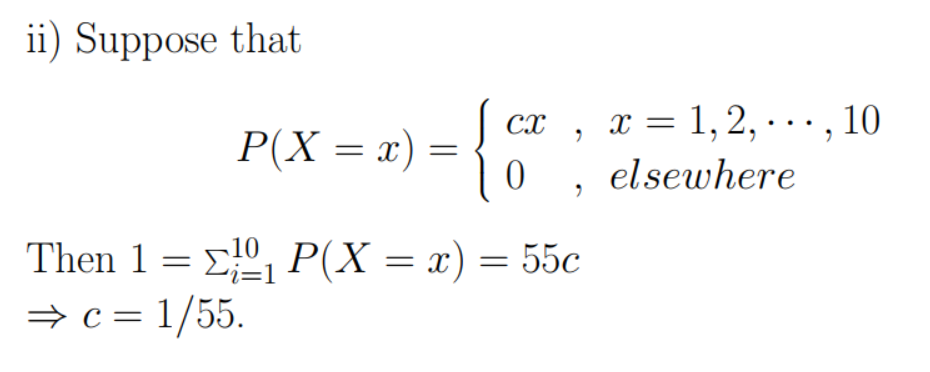 ii) Suppose that
P(X = x) = { cx , x = 1, 2, ⋯ , 10
0 , elsewhere
Then 1 = Σ_{i=1}^{10} P(X = x) = 55c
⇒ c = 1/55.